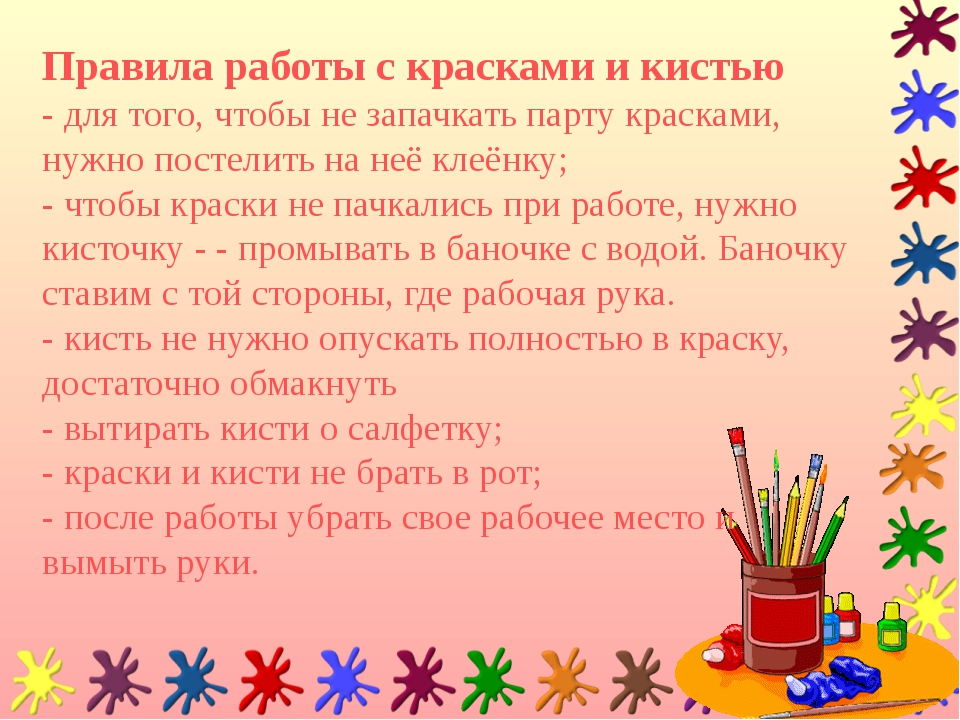 Правила работы с красками и кистью
- для того, чтобы не запачкать парту красками,
нужно постелить на неё клеёнку;
- чтобы краски не пачкались при работе, нужно
кисточку - - промывать в баночке с водой. Баночку
ставим с той стороны, где рабочая рука.
- кисть не нужно опускать полностью в краску,
достаточно обмакнуть
- вытирать кисти о салфетку;
- краски и кисти не брать в рот;
- после работы убрать свое рабочее место и
вымыть руки.